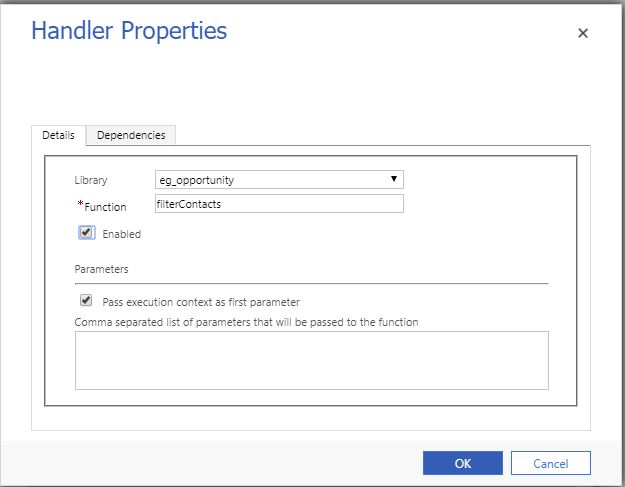 Handler Properties
Details Dependencies
Library eg_opportunity
*Function filterContacts
Enabled
Parameters
Pass execution context as first parameter
Comma separated list of parameters that will be passed to the function
OK Cancel